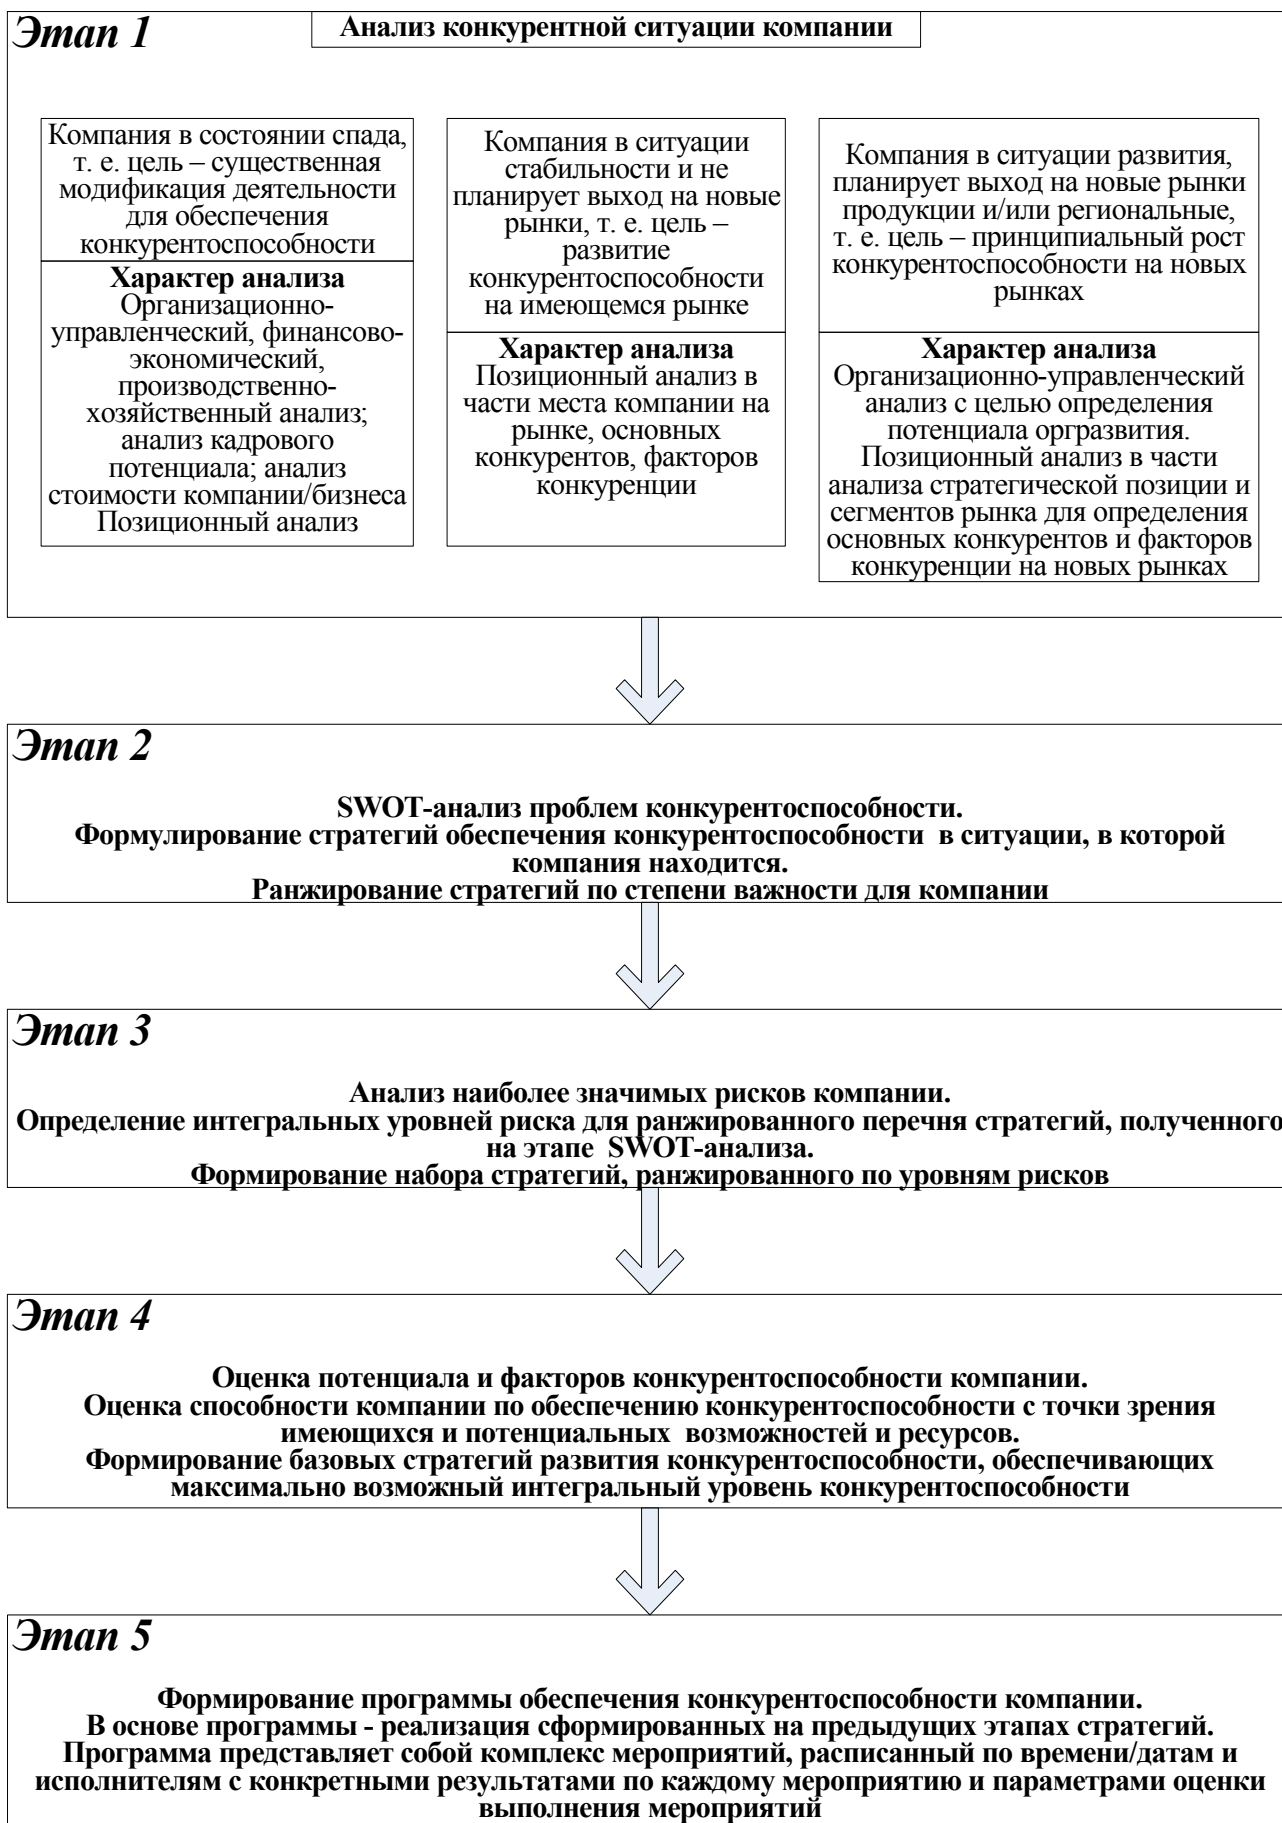 Этап 1
Анализ конкурентной ситуации компании
Компания в состоянии спада,
т. е. цель – существенная
модификация деятельности
для обеспечения
конкурентоспособности
Характер анализа
Организационно-
управленческий, финансово-
экономический,
производственно-
хозяйственный анализ;
анализ кадрового
потенциала; анализ
стоимости компании/бизнеса
Позиционный анализ
Компания в ситуации
стабильности и не
планирует выход на новые
рынки, т. е. цель –
развитие
конкурентоспособности
на имеющемся рынке
Характер анализа
Позиционный анализ в
части места компании на
рынке, основных
конкурентов, факторов
конкуренции
Компания в ситуации развития,
планирует выход на новые рынки
продукции и/или региональные,
т. е. цель – принципиальный рост
конкурентоспособности на новых
рынках
Характер анализа
Организационно-управленческий
анализ с целью определения
потенциала оргразвития.
Позиционный анализ в части
анализа стратегической позиции и
сегментов рынка для определения
основных конкурентов и факторов
конкуренции на новых рынках
Этап 2
SWOT-анализ проблем конкурентоспособности.
Формулирование стратегий обеспечения конкурентоспособности в ситуации, в которой
компания находится.
Ранжирование стратегий по степени важности для компании
Этап 3
Анализ наиболее значимых рисков компании.
Определение интегральных уровней риска для ранжированного перечня стратегий, полученного
на этапе SWOT-анализа.
Формирование набора стратегий, ранжированного по уровням рисков
Этап 4
Оценка потенциала и факторов конкурентоспособности компании.
Оценка способности компании по обеспечению конкурентоспособности с точки зрения
имеющихся и потенциальных возможностей и ресурсов.
Формирование базовых стратегий развития конкурентоспособности, обеспечивающих
максимально возможный интегральный уровень конкурентоспособности
Этап 5
Формирование программы обеспечения конкурентоспособности компании.
В основе программы - реализация сформированных на предыдущих этапах стратегий.
Программа представляет собой комплекс мероприятий, расписанный по времени/датам и
исполнителям с конкретными результатами по каждому мероприятию и параметрами оценки
выполнения мероприятий